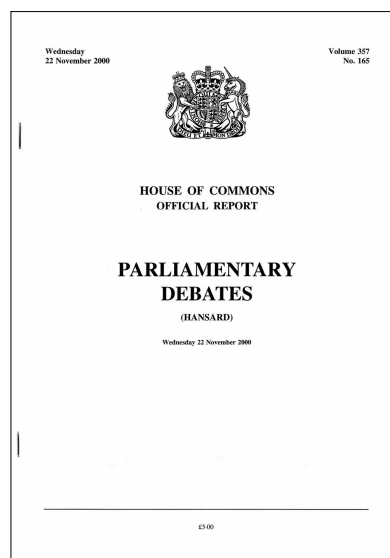 Wednesday
22 November 2000
Volume 357
No. 165
HOUSE OF COMMONS
OFFICIAL REPORT
PARLIAMENTARY
DEBATES
(HANSARD)
Wednesday 22 November 2000
£5·00